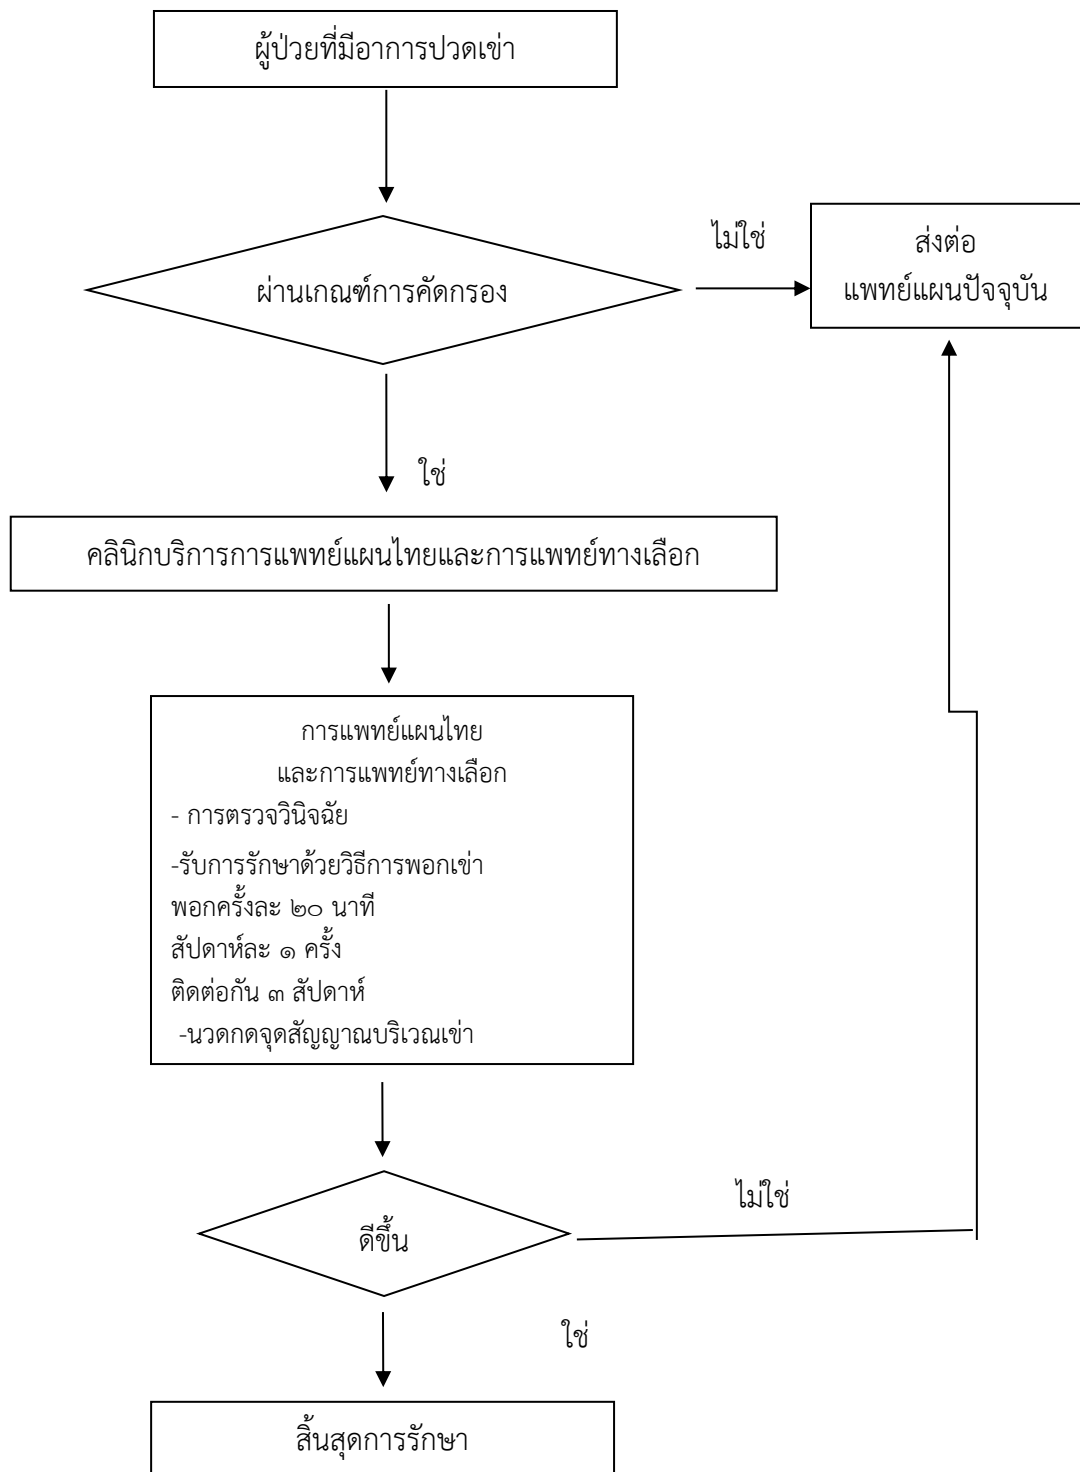 ผู้ป่วยที่มีอาการปวดเข่า
ไม่ใช่
ส่งต่อ
แพทย์แผนปัจจุบัน
ผ่านเกณฑ์การคัดกรอง
ใช่
คลินิกบริการการแพทย์แผนไทยและการแพทย์ทางเลือก
การแพทย์แผนไทย
และการแพทย์ทางเลือก
- การตรวจวินิจฉัย
-รับการรักษาด้วยวิธีการพอกเข่า
พอกครั้งละ ๒๐ นาที
สัปดาห์ละ ๑ ครั้ง
ติดต่อกัน ๓ สัปดาห์
-นวดกดจุดสัญญาณบริเวณเข่า
ไม่ใช่
ดีขึ้น
ใช่
สิ้นสุดการรักษา